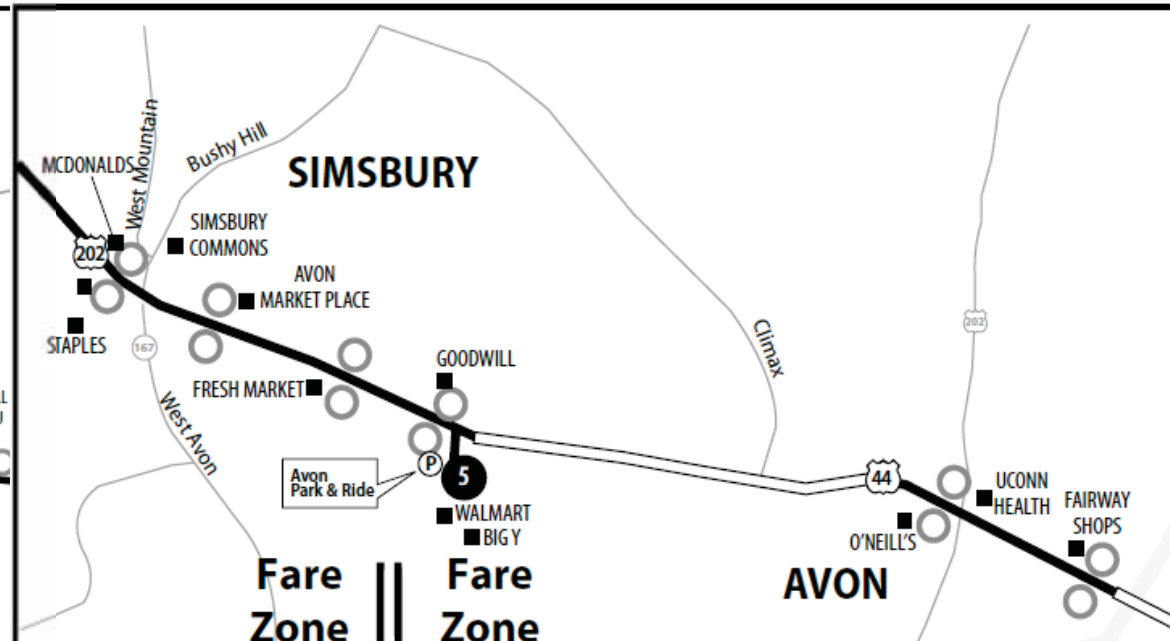 West Mountain
Bushy Hill
MCDONALDS
SIMSBURY
SIMSBURY
COMMONS
202
AVON
MARKET PLACE
STAPLES
167
202
Climax
GOODWILL
FRESH MARKET
West Avon
Avon
Park & Ride
P
5
44
UCONN
HEALTH
FAIRWAY
SHOPS
WALMART
BIG Y
O'NEILL'S
AVON
Fare
Zone
Fare
Zone